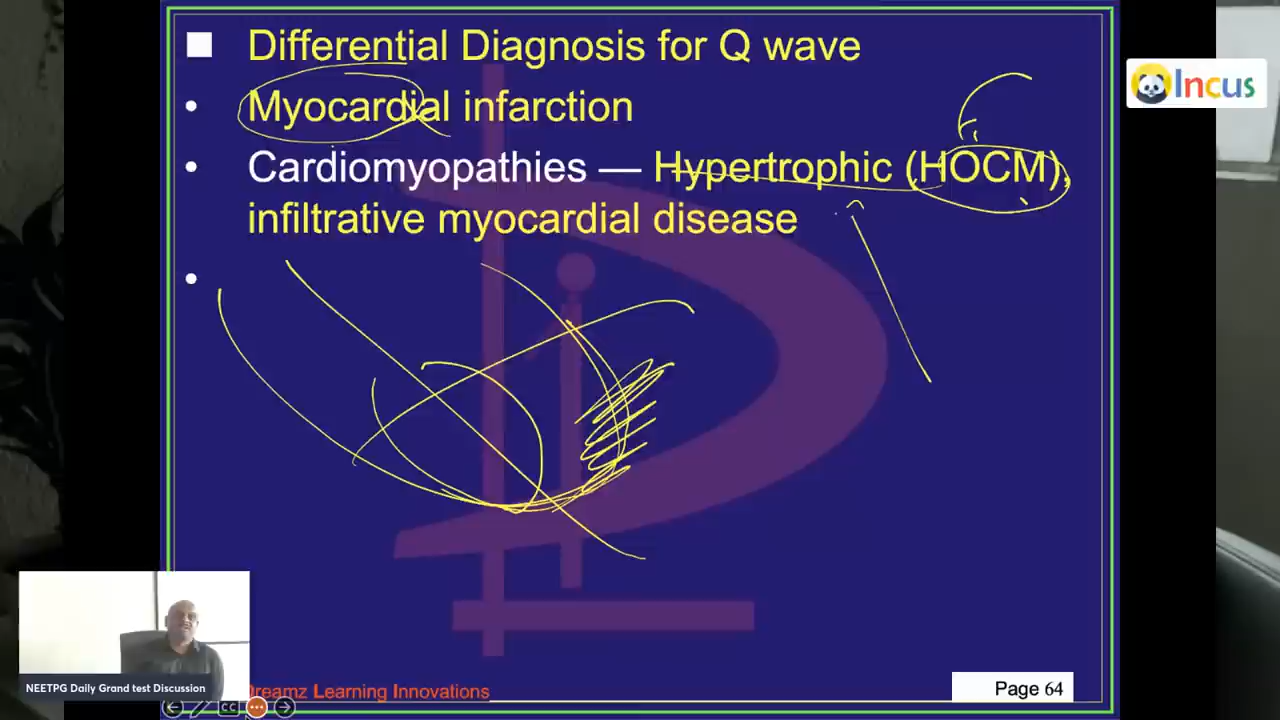 Differential Diagnosis for Q wave
Incus
• Myocardial infarction
• Cardiomyopathies — Hypertrophic (HOCM),
infiltrative myocardial disease
•
NEETPG Daily Grand test Discussion
Dreamz Learning Innovations
Page 64
CC